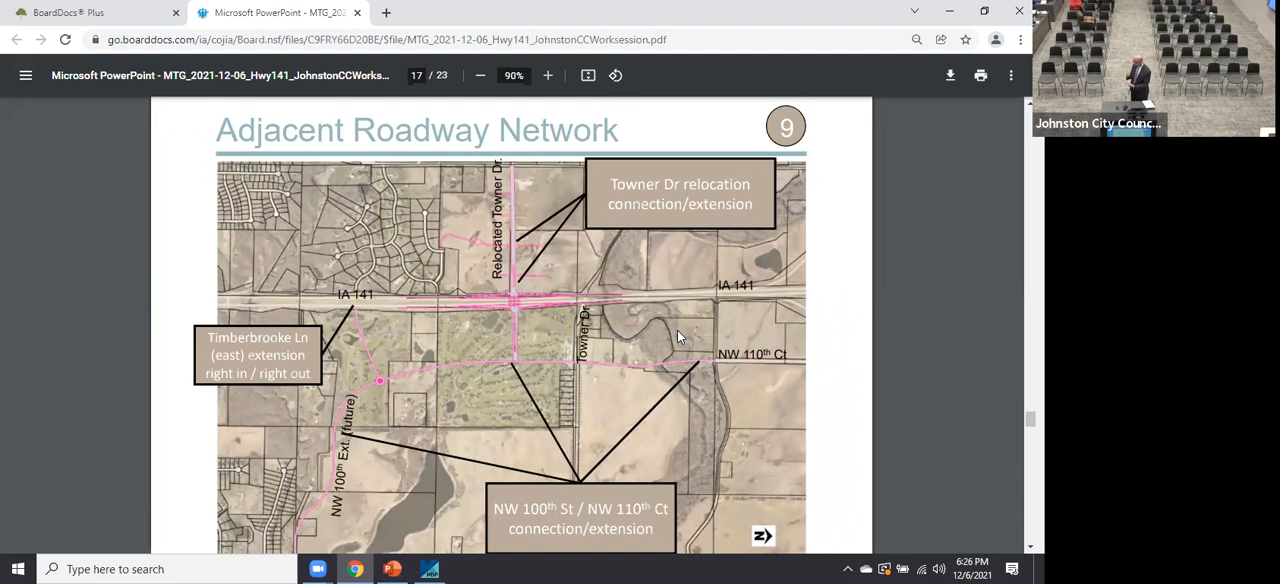 BoardDocs® Plus
Microsoft PowerPoint - MTG_202
go.boarddocs.com/ia/cojia/Board.nsf/files/C9FRY66D20BE/$file/MTG_2021-12-06_Hwy141_JohnstonCCWorksession.pdf
Microsoft PowerPoint - MTG_2021-12-06_Hwy141_JohnstonCCWorks...
17 / 23
90%
Johnston City Counc...
Adjacent Roadway Network
9
Relocated Towner Dr.
Towner Dr relocation
connection/extension
IA 141
IA 141
Timberbrooke Ln
(east) extension
right in / right out
Towner Dr
NW 110th Ct
NW 100th Ext. (future)
NW 100th St / NW 110th Ct
connection/extension
Z
Type here to search
6:26 PM
12/6/2021